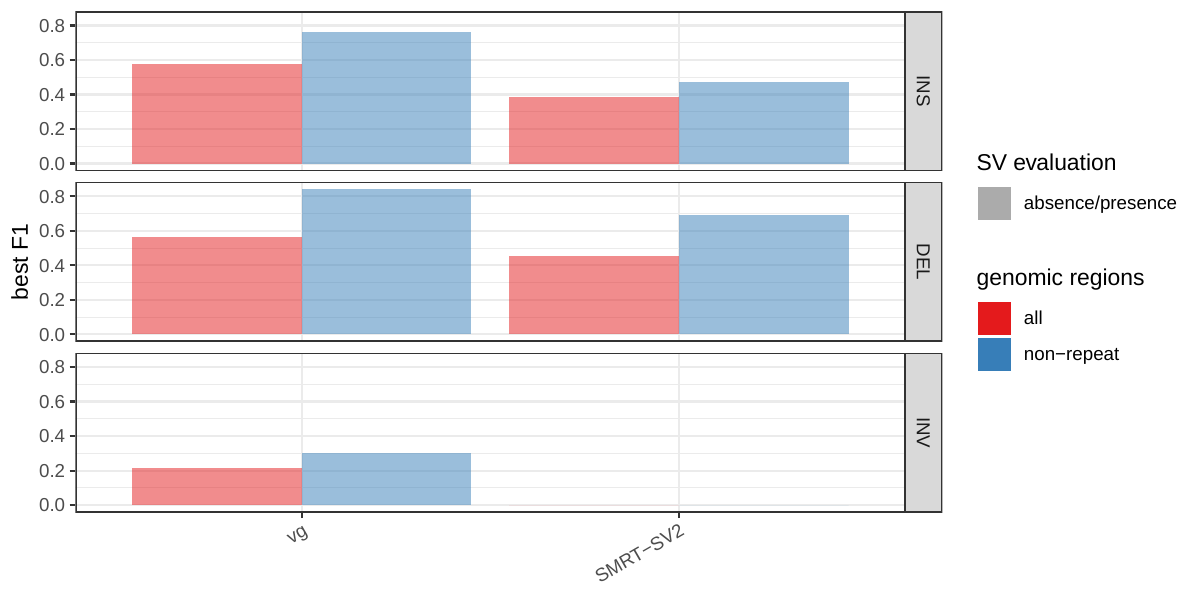 best F1
0.8
0.6
0.4
0.2
0.0
INS
0.8
0.6
0.4
0.2
0.0
DEL
0.8
0.6
0.4
0.2
0.0
INV
vg
SMRT−SV2
SV evaluation
absence/presence
genomic regions
all
non−repeat